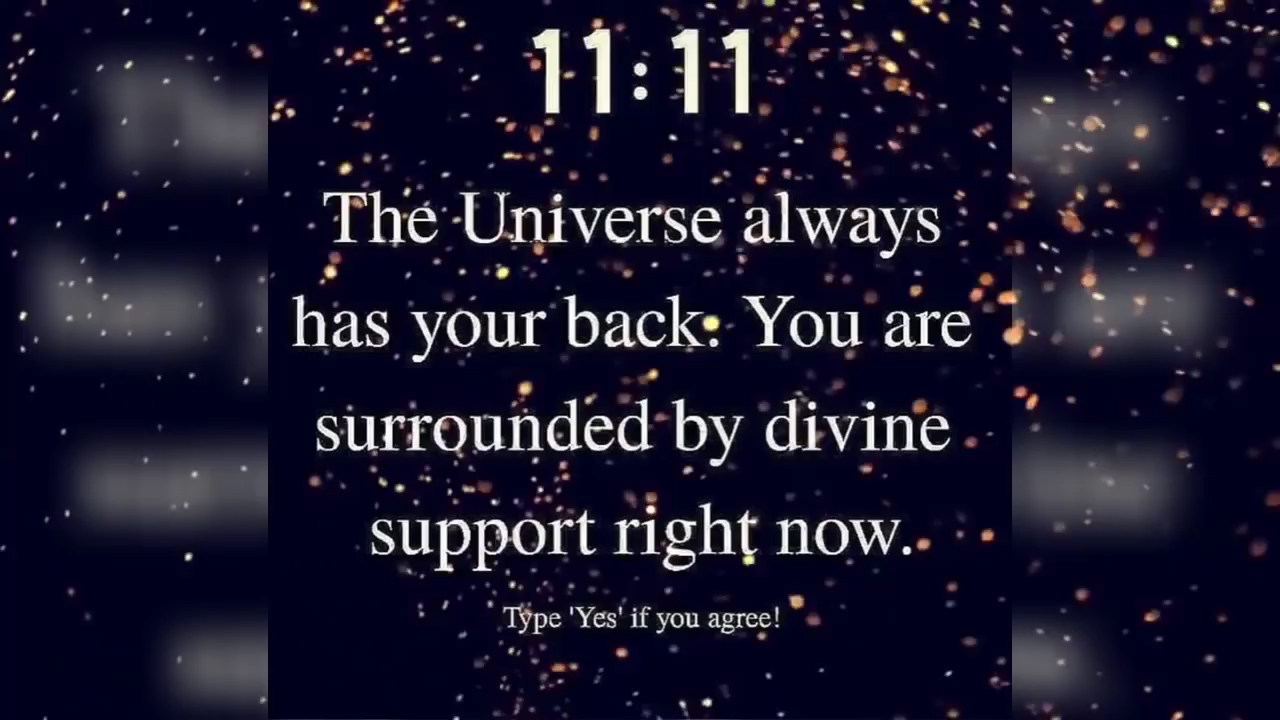 11:11
The Universe always
has your back. You are
surrounded by divine
support right now.
Type 'Yes' if you agree!